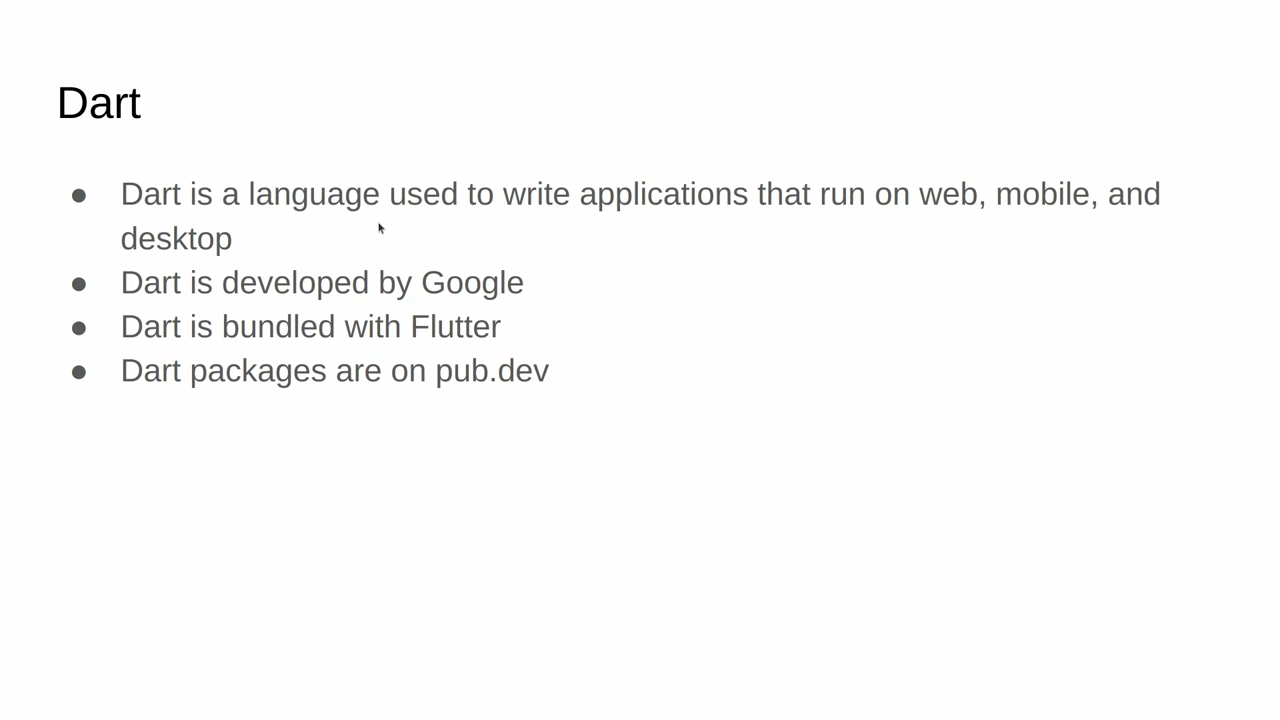 Dart
● Dart is a language used to write applications that run on web, mobile, and
desktop
● Dart is developed by Google
● Dart is bundled with Flutter
● Dart packages are on pub.dev